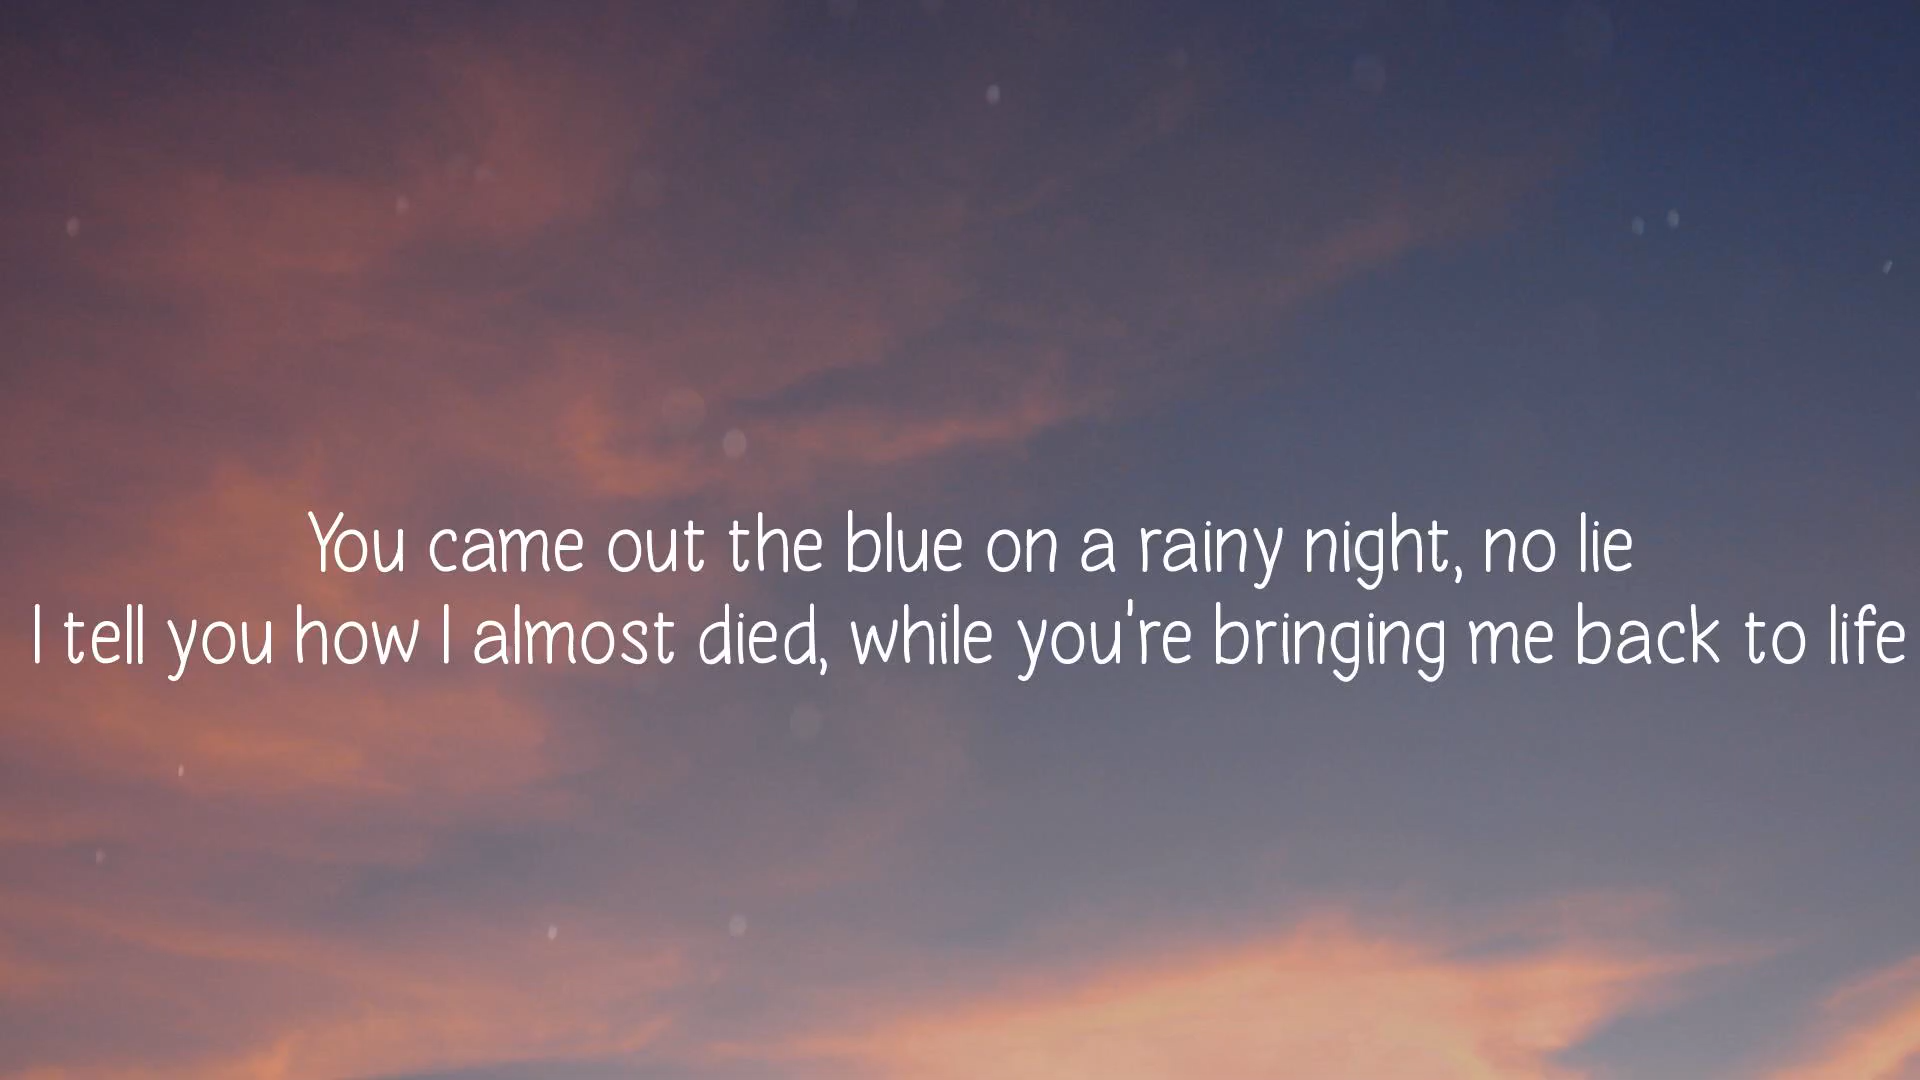 You came out the blue on a rainy night, no lie
I tell you how I almost died, while you're bringing me back to life